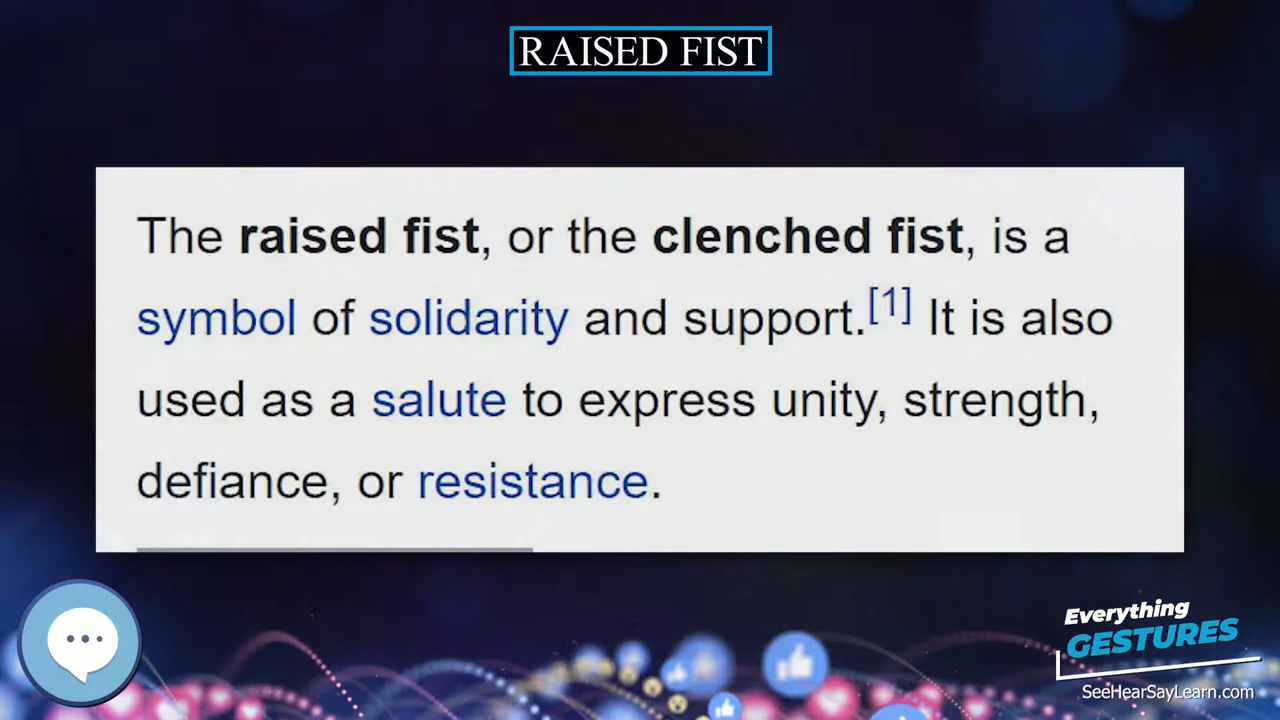 RAISED FIST
The raised fist, or the clenched fist, is a
symbol of solidarity and support.[1] It is also
used as a salute to express unity, strength,
defiance, or resistance.
Everything
GESTURES
SeeHearSayLearn.com